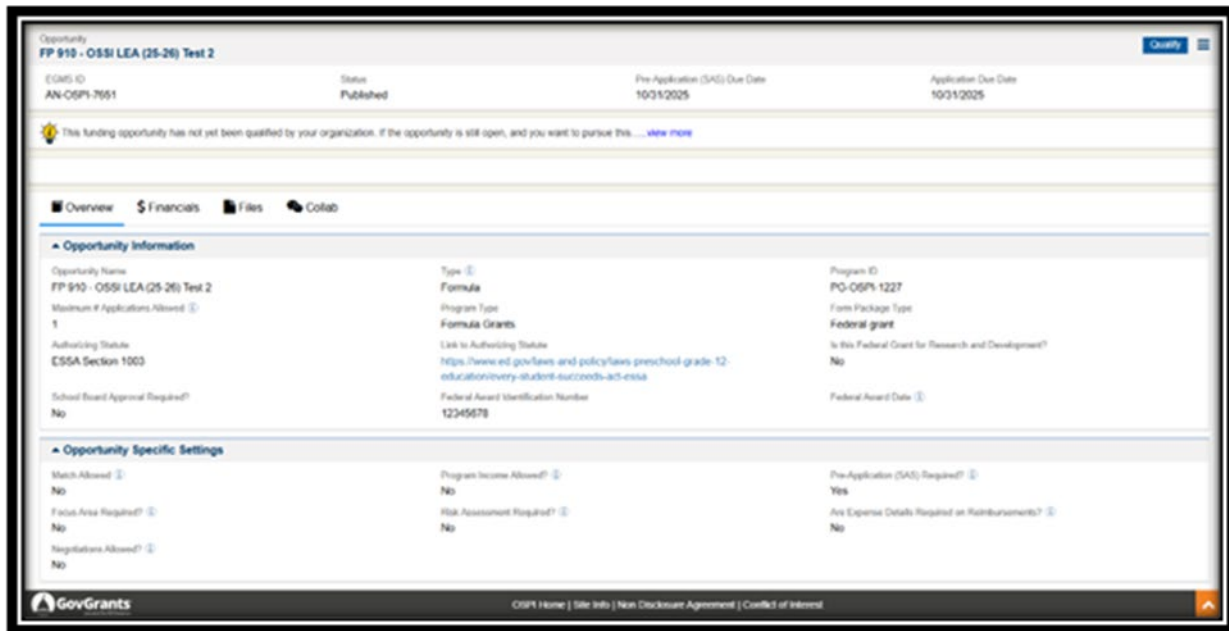 Opportunity
FP 910 - OSSI LEA (25-26) Test 2
Qualify
EGMS ID
Status
Pre-Application (SAS) Due Date
Application Due Date
AN-OSPI-7651
Published
10/31/2025
10/31/2025
This funding opportunity has not yet been qualified by your organization. If the opportunity is still open, and you want to pursue this.....view more
Overview
$ Financials
Files
Collab
Opportunity Information
Opportunity Name
Type
Program ID
FP 910 - OSSI LEA (25-26) Test 2
Formula
PG-OSPI-1227
Maximum # Applications Allowed
Program Type
Form Package Type
1
Formula Grants
Federal grant
Authorizing Statute
Link to Authorizing Statute
Is this Federal Grant for Research and Development?
ESSA Section 1003
https://www.ed.gov/laws-and-policy/laws-preschool-grade-12-
education/every-student-succeeds-act-essa
No
School Board Approval Required?
Federal Award Identification Number
Federal Award Date
No
12345678
Opportunity Specific Settings
Match Allowed
Program Income Allowed?
Pre-Application (SAS) Required?
No
No
Yes
Focus Area Required?
Risk Assessment Required?
Are Expense Details Required on Reimbursements?
No
No
No
Negotiations Allowed?
No
GovGrants
OSPI Home | Site Info | Non Disclosure Agreement | Conflict of Interest